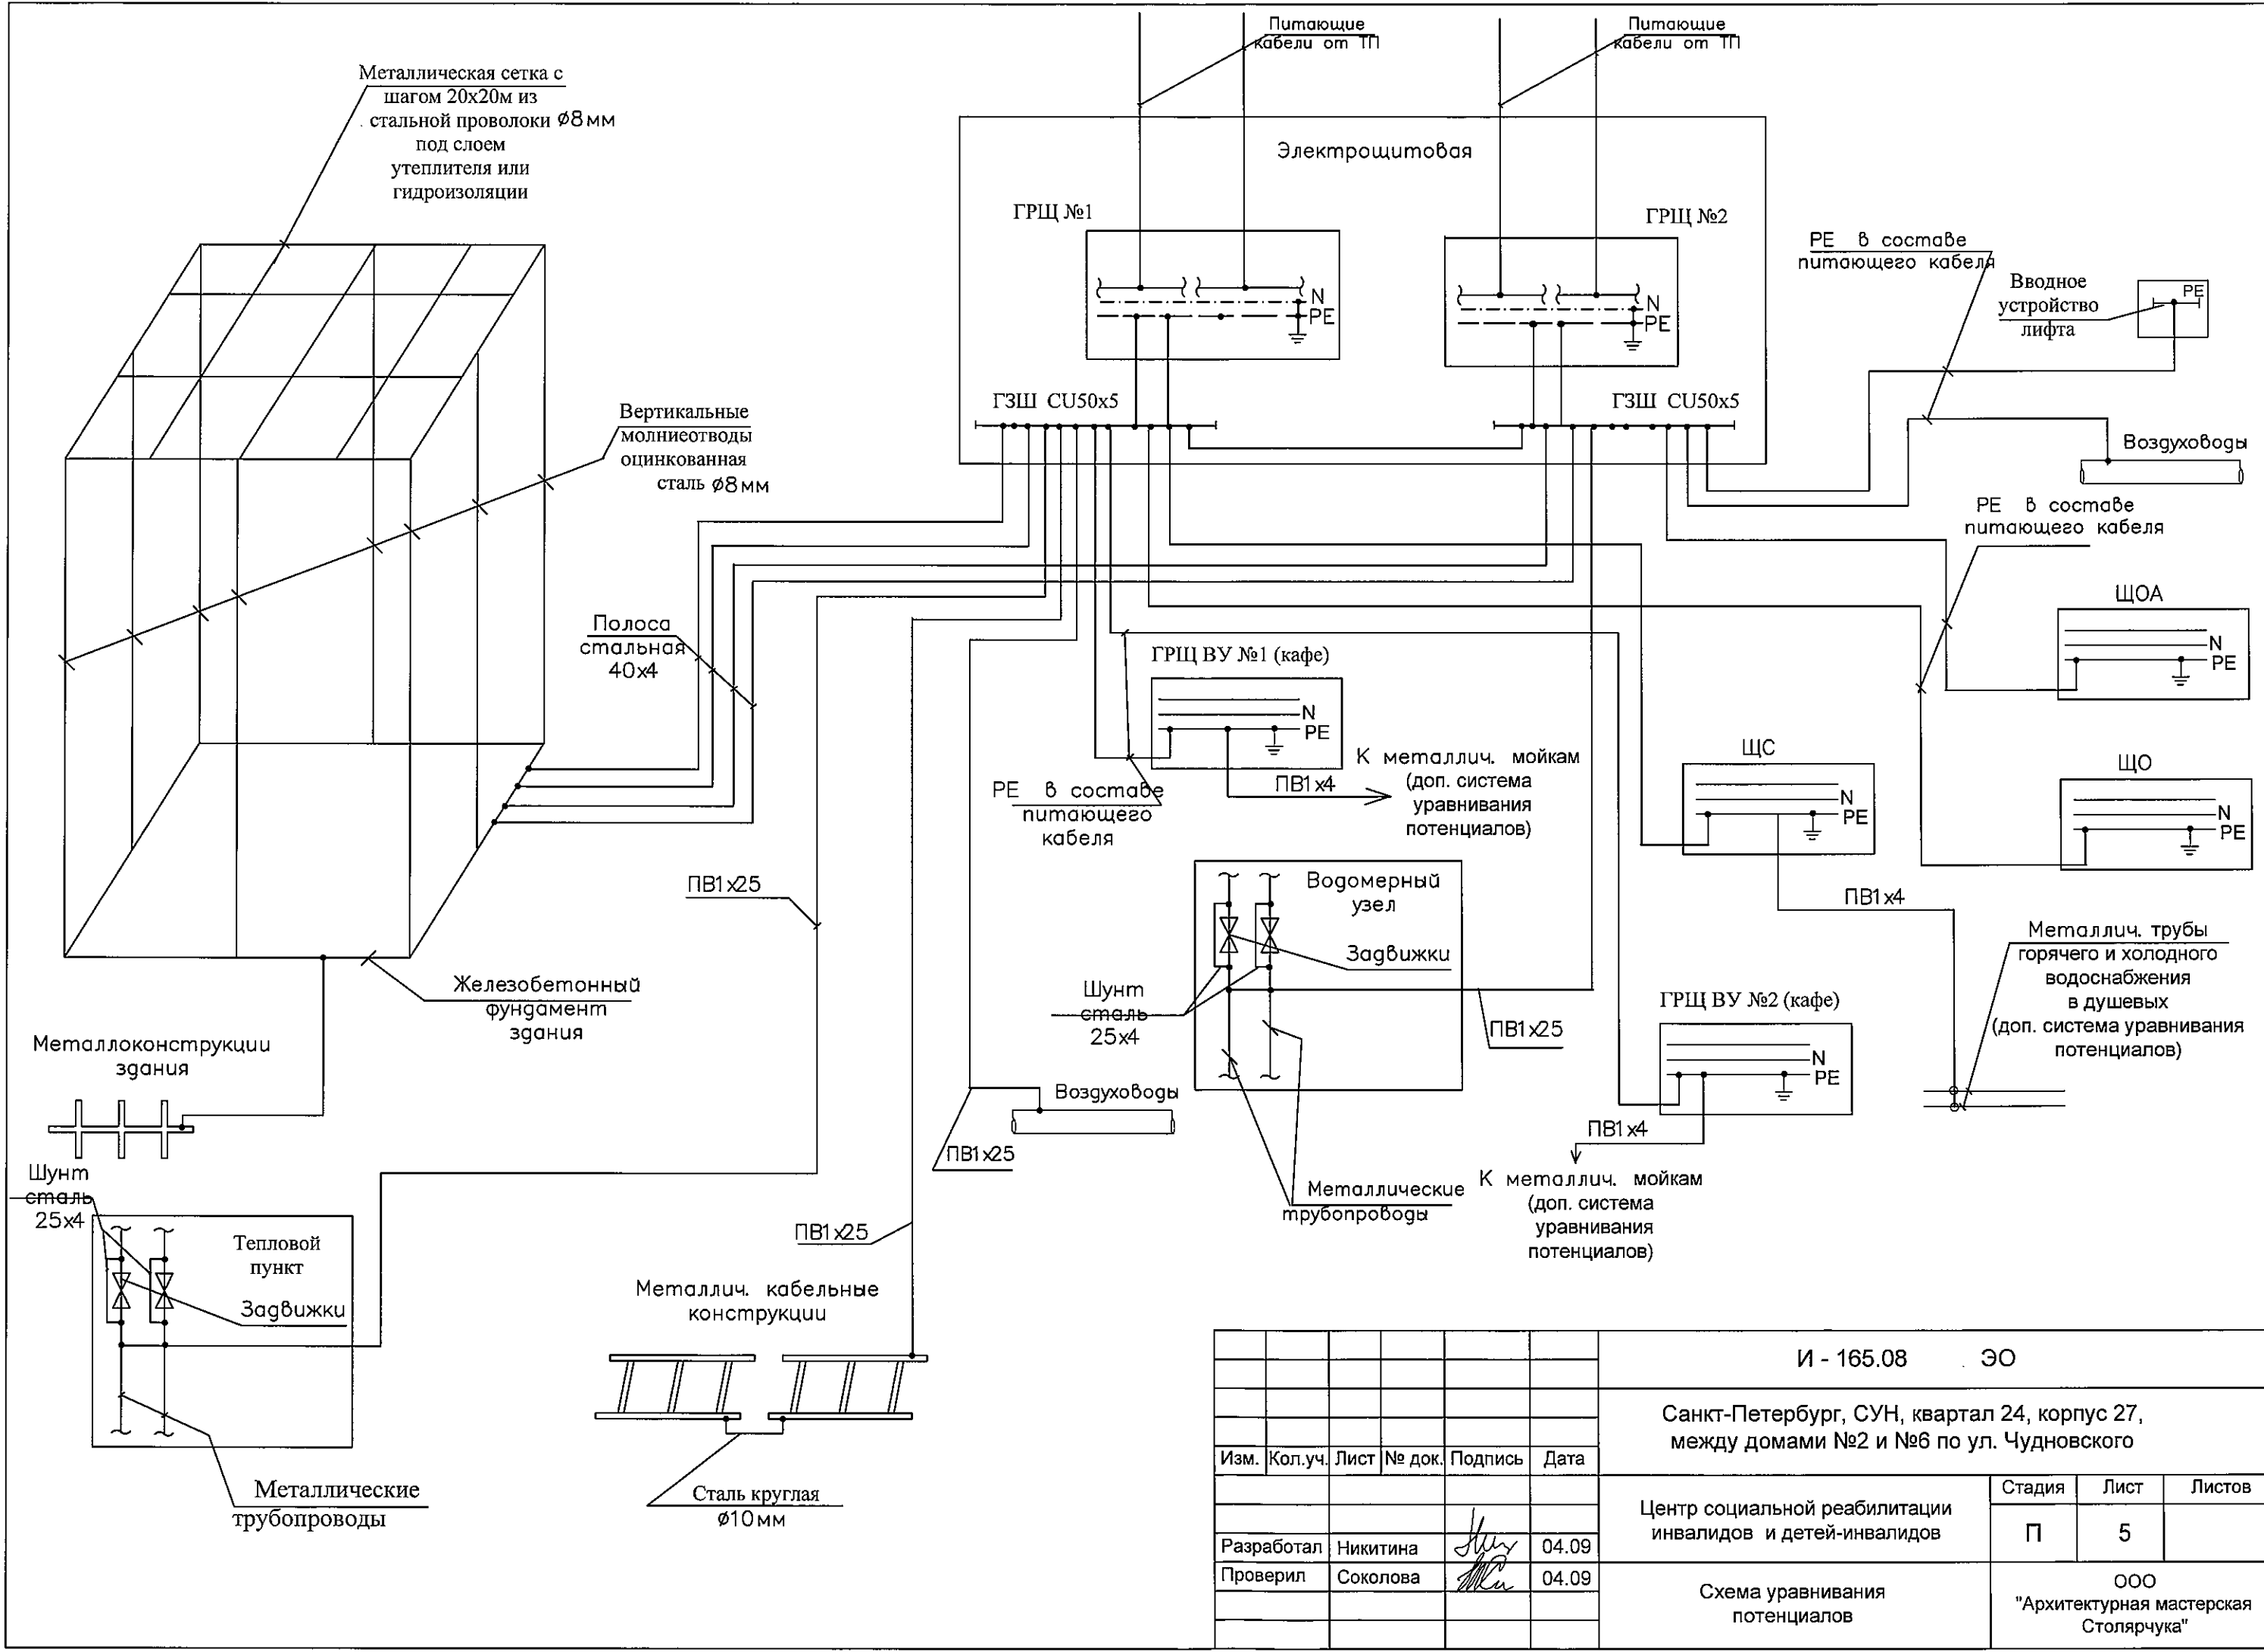 Металлическая сетка с
шагом 20х20м из
стальной проволоки ⌀8мм
под слоем
утеплителя или
гидроизоляции
Вертикальные
молниеотводы
оцинкованная
сталь ⌀8мм
Полоса
стальная
40х4
Железобетонный
фундамент
здания
Металлоконструкции
здания
Шунт
сталь
25х4
Тепловой
пункт
Задвижки
Металлические
трубопроводы
ПВ1х25
ПВ1х25
Металлич. кабельные
конструкции
Сталь круглая
⌀10мм
Питающие
кабели от ТП
Питающие
кабели от ТП
Электрощитовая
ГРЩ №1
N
PE
ГРЩ №2
N
PE
ГЗШ CU50х5
ГЗШ CU50х5
PE в составе
питающего кабеля
Вводное
устройство
лифта
PE
Воздуховоды
PE в составе
питающего кабеля
ЩОА
N
PE
ЩО
N
PE
ЩС
N
PE
ПВ1х4
Металлич. трубы
горячего и холодного
водоснабжения
в душевых
(доп. система уравнивания
потенциалов)
ГРЩ ВУ №1 (кафе)
N
PE
PE в составе
питающего
кабеля
ПВ1х4
К металлич. мойкам
(доп. система
уравнивания
потенциалов)
Водомерный
узел
Задвижки
Шунт
сталь
25х4
ПВ1х25
Металлические
трубопроводы
Воздуховоды
ПВ1х25
ГРЩ ВУ №2 (кафе)
N
PE
ПВ1х4
К металлич. мойкам
(доп. система
уравнивания
потенциалов)
И - 165.08 ЭО
Санкт-Петербург, СУН, квартал 24, корпус 27,
между домами №2 и №6 по ул. Чудновского
Изм. Кол.уч. Лист № док. Подпись Дата
Центр социальной реабилитации
инвалидов и детей-инвалидов
Стадия Лист Листов
П 5
Разработал Никитина 04.09
Проверил Соколова 04.09
Схема уравнивания
потенциалов
ООО
"Архитектурная мастерская
Столярчука"